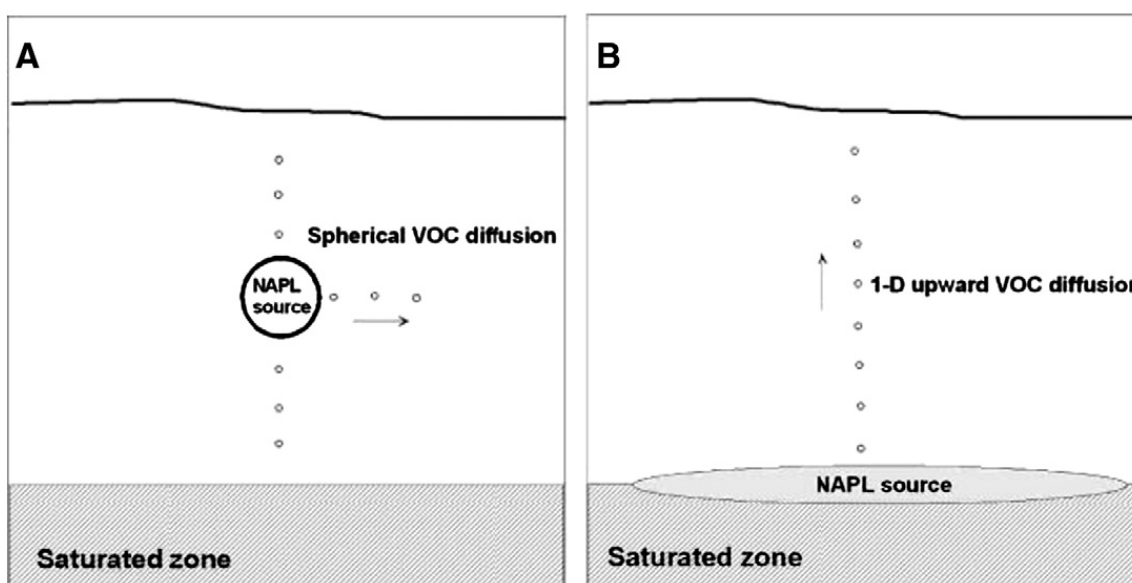 A
Spherical VOC diffusion
NAPL
source
Saturated zone
B
1-D upward VOC diffusion
NAPL source
Saturated zone